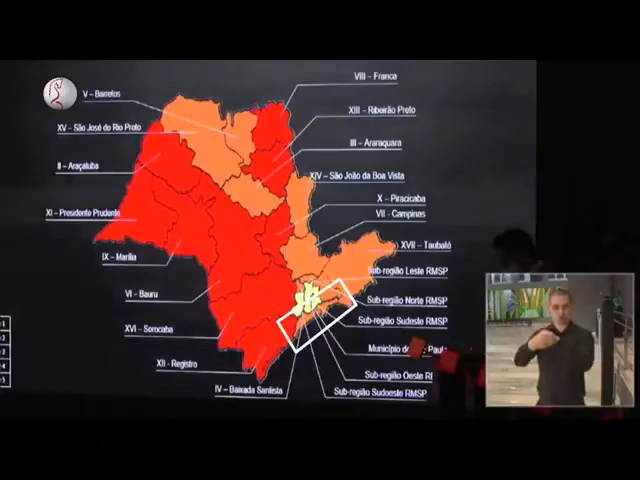 VIII – Franca
V – Barretos
XIII – Ribeirão Preto
XV – São José do Rio Preto
III – Araraquara
II – Araçatuba
XIV – São João da Boa Vista
X – Piracicaba
XI – Presidente Prudente
VII – Campinas
XVII – Taubaté
IX – Marília
Sub-região Leste RMSP
VI – Bauru
Sub-região Norte RMSP
Sub-região Sudeste RMSP
XVI – Sorocaba
Município
Paul
XII - Registro
Sub-região Oeste R
IV – Baixada Santista
Sub-região Sudoeste RMSP